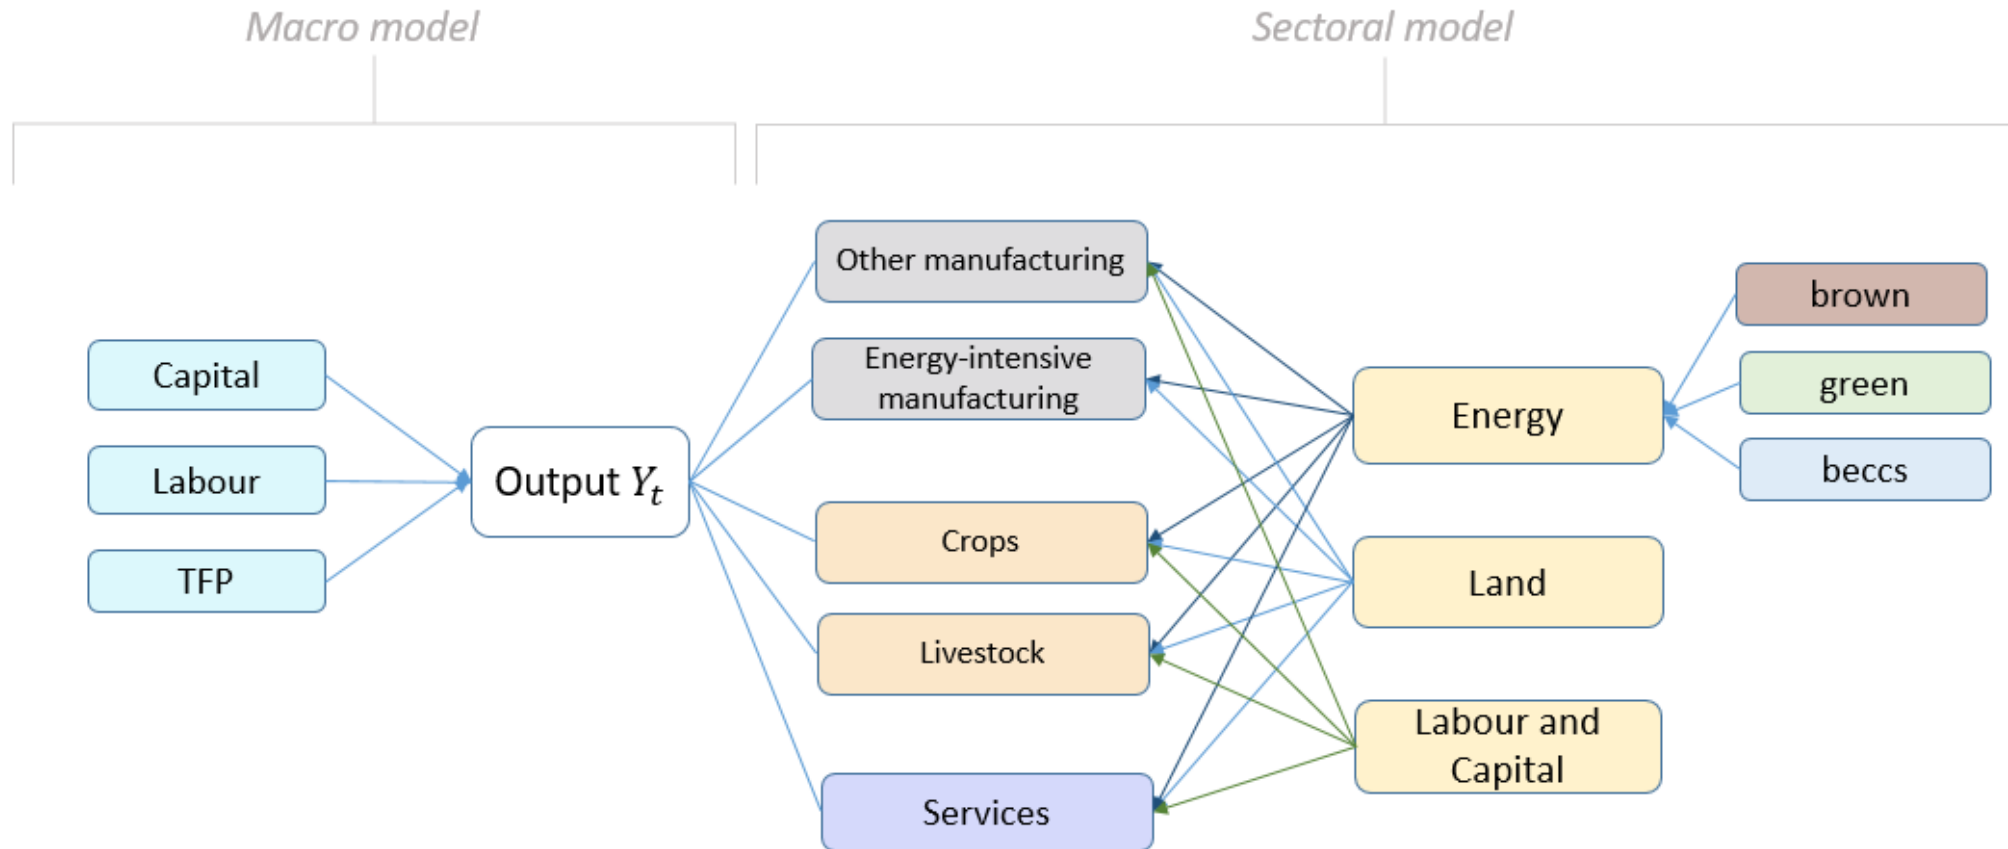 Macro model
Sectoral model
Capital
Labour
TFP
Output Yₜ
Other manufacturing
Energy-intensive
manufacturing
Crops
Livestock
Services
Energy
Land
Labour and
Capital
brown
green
beccs